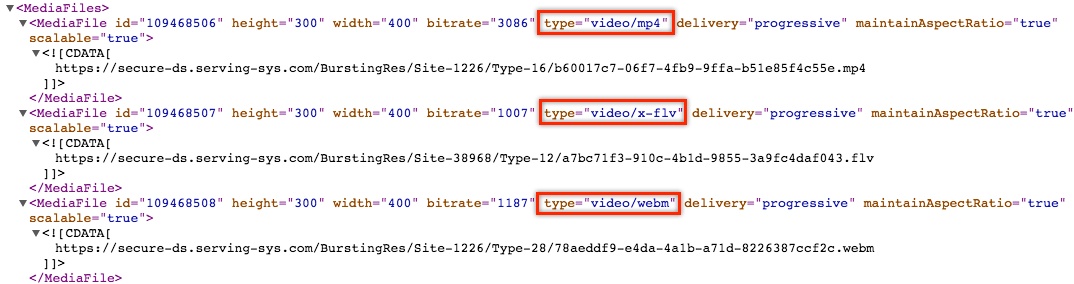 ▼<MediaFiles>
▼<MediaFile id="109468506" height="300" width="400" bitrate="3086" type="video/mp4" delivery="progressive" maintainAspectRatio="true"
scalable="true">
▼<![CDATA[
https://secure-ds.serving-sys.com/BurstingRes/Site-1226/Type-16/b60017c7-06f7-4fb9-9ffa-b51e85f4c55e.mp4
]]>
</MediaFile>
▼<MediaFile id="109468507" height="300" width="400" bitrate="1007" type="video/x-flv" delivery="progressive" maintainAspectRatio="true"
scalable="true">
▼<![CDATA[
https://secure-ds.serving-sys.com/BurstingRes/Site-38968/Type-12/a7bc71f3-910c-4b1d-9855-3a9fc4daf043.flv
]]>
</MediaFile>
▼<MediaFile id="109468508" height="300" width="400" bitrate="1187" type="video/webm" delivery="progressive" maintainAspectRatio="true"
scalable="true">
▼<![CDATA[
https://secure-ds.serving-sys.com/BurstingRes/Site-1226/Type-28/78aeddf9-e4da-4a1b-a71d-8226387ccf2c.webm
]]>
</MediaFile>